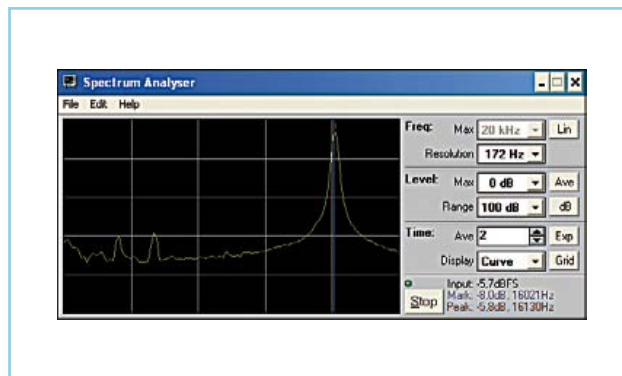 Spectrum Analyser
File Edit Help
Freq: Max 20 kHz Lin
Resolution 172 Hz
Level: Max 0 dB Ave
Range 100 dB dB
Time: Ave 2 Exp
Display Curve Grid
Input: -5.7dBFS
Stop Mark: -8.0dB, 16021Hz
Peak: -5.8dB, 16130Hz